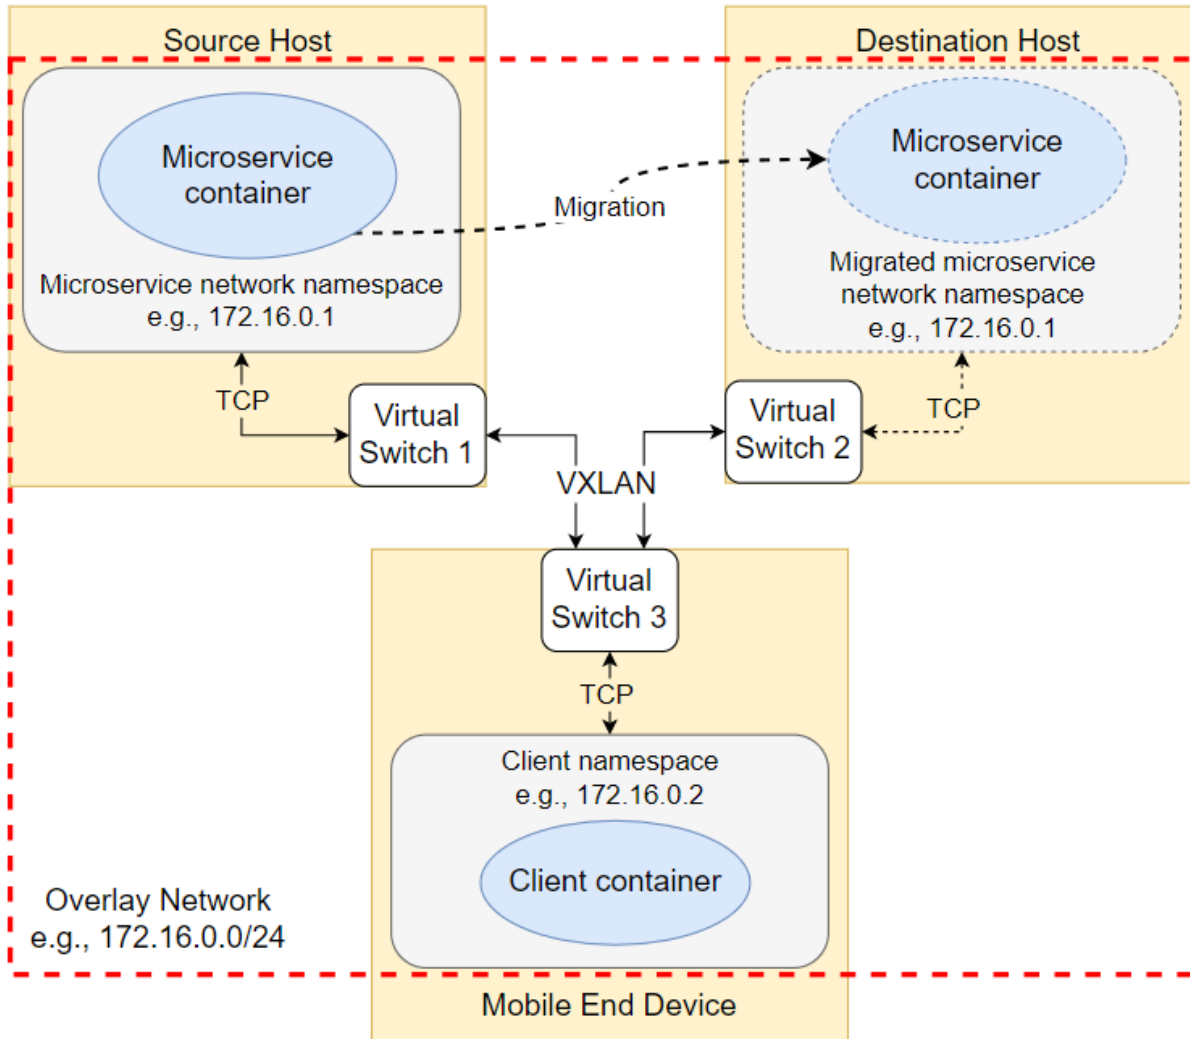 Source Host
Destination Host
Microservice
container
Microservice network namespace
e.g., 172.16.0.1
Migration
Microservice
container
Migrated microservice
network namespace
e.g., 172.16.0.1
TCP
Virtual
Switch 1
VXLAN
Virtual
Switch 2
TCP
Virtual
Switch 3
TCP
Client namespace
e.g., 172.16.0.2
Client container
Overlay Network
e.g., 172.16.0.0/24
Mobile End Device